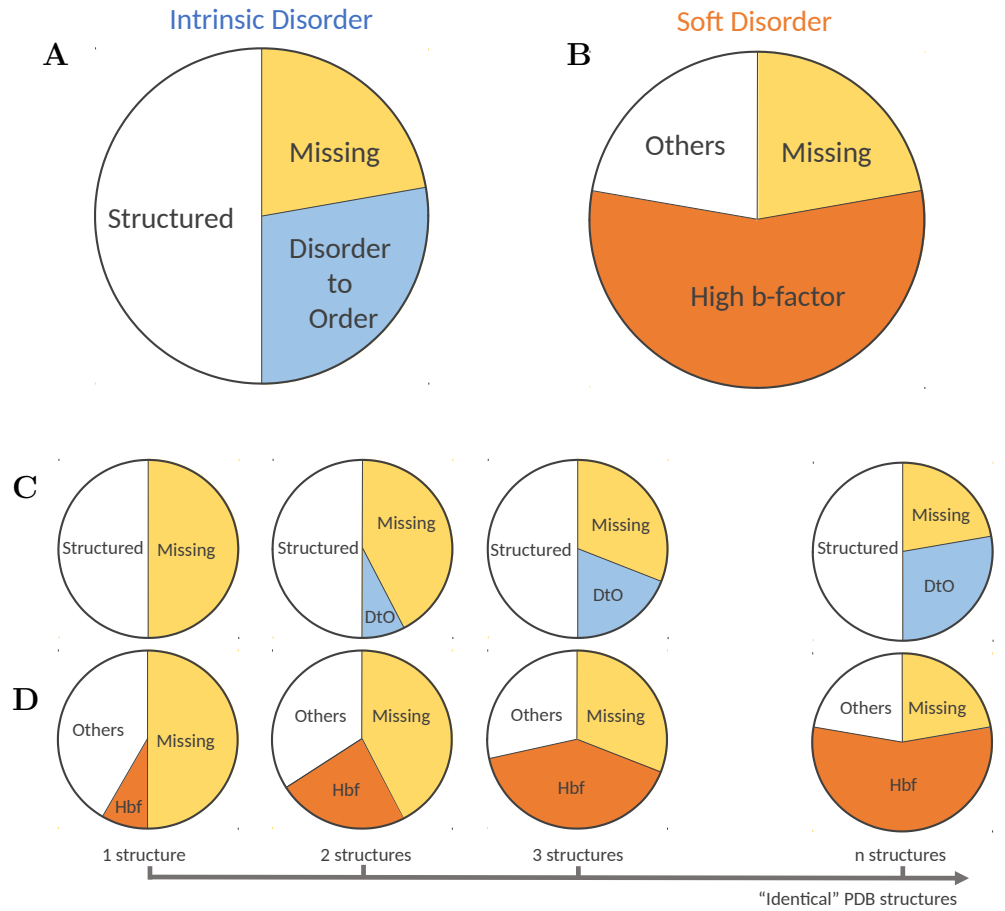 Intrinsic Disorder
Soft Disorder
A
B
Missing
Structured
Disorder
to
Order
Others
Missing
High b-factor
C
Structured
Missing
Structured
Missing
DtO
Structured
Missing
DtO
Structured
Missing
DtO
D
Others
Missing
Hbf
Others
Missing
Hbf
Others
Missing
Hbf
Others
Missing
Hbf
1 structure
2 structures
3 structures
n structures
“Identical” PDB structures